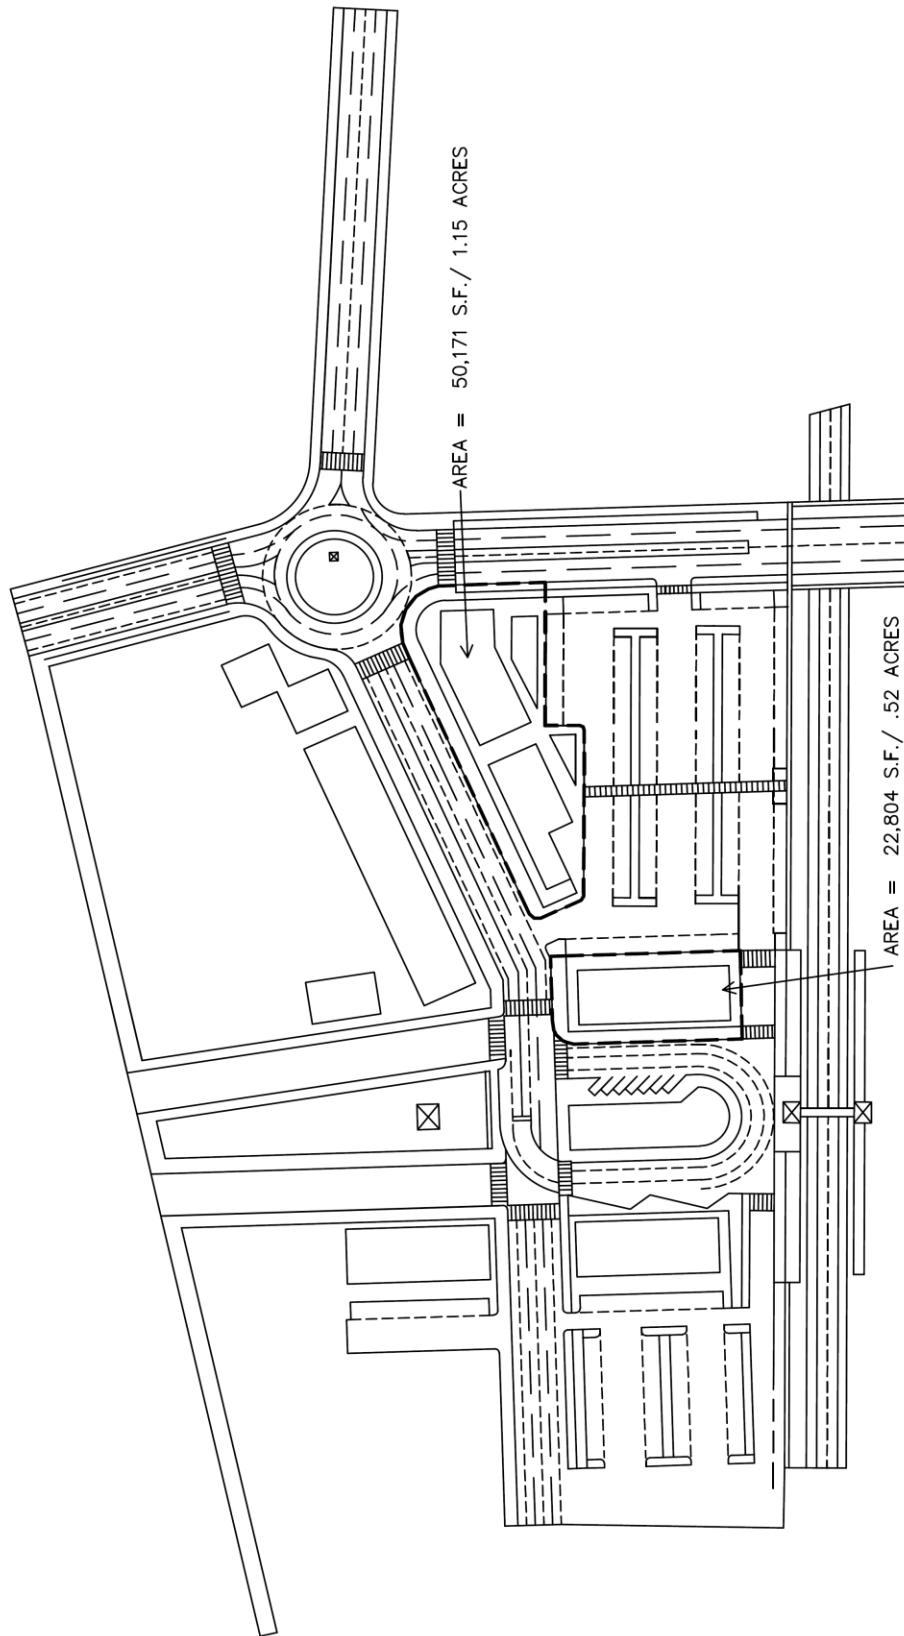 AREA = 50,171 S.F./ 1.15 ACRES
AREA = 22,804 S.F./ .52 ACRES